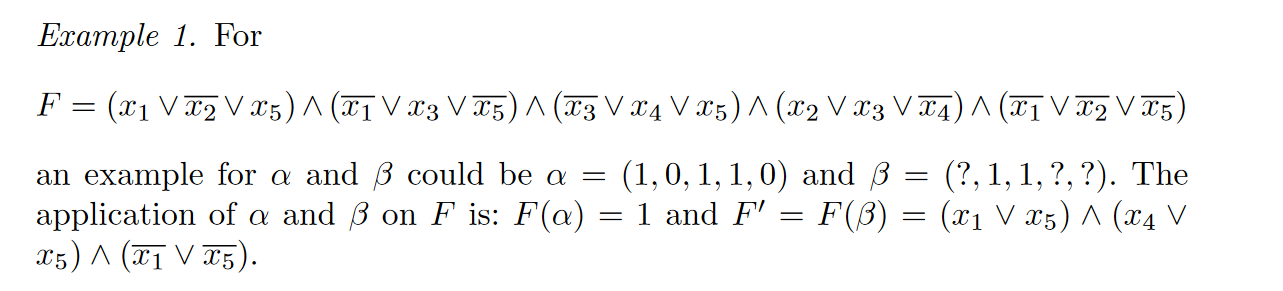 Example 1. For
F = (x₁ ∨ x̅₂ ∨ x₅) ∧ (x̅₁ ∨ x₃ ∨ x̅₅) ∧ (x̅₃ ∨ x₄ ∨ x₅) ∧ (x₂ ∨ x₃ ∨ x̅₄) ∧ (x̅₁ ∨ x̅₂ ∨ x̅₅)
an example for α and β could be α = (1, 0, 1, 1, 0) and β = (?, 1, 1, ?, ?). The
application of α and β on F is: F(α) = 1 and F′ = F(β) = (x₁ ∨ x₅) ∧ (x₄ ∨
x₅) ∧ (x̅₁ ∨ x̅₅).